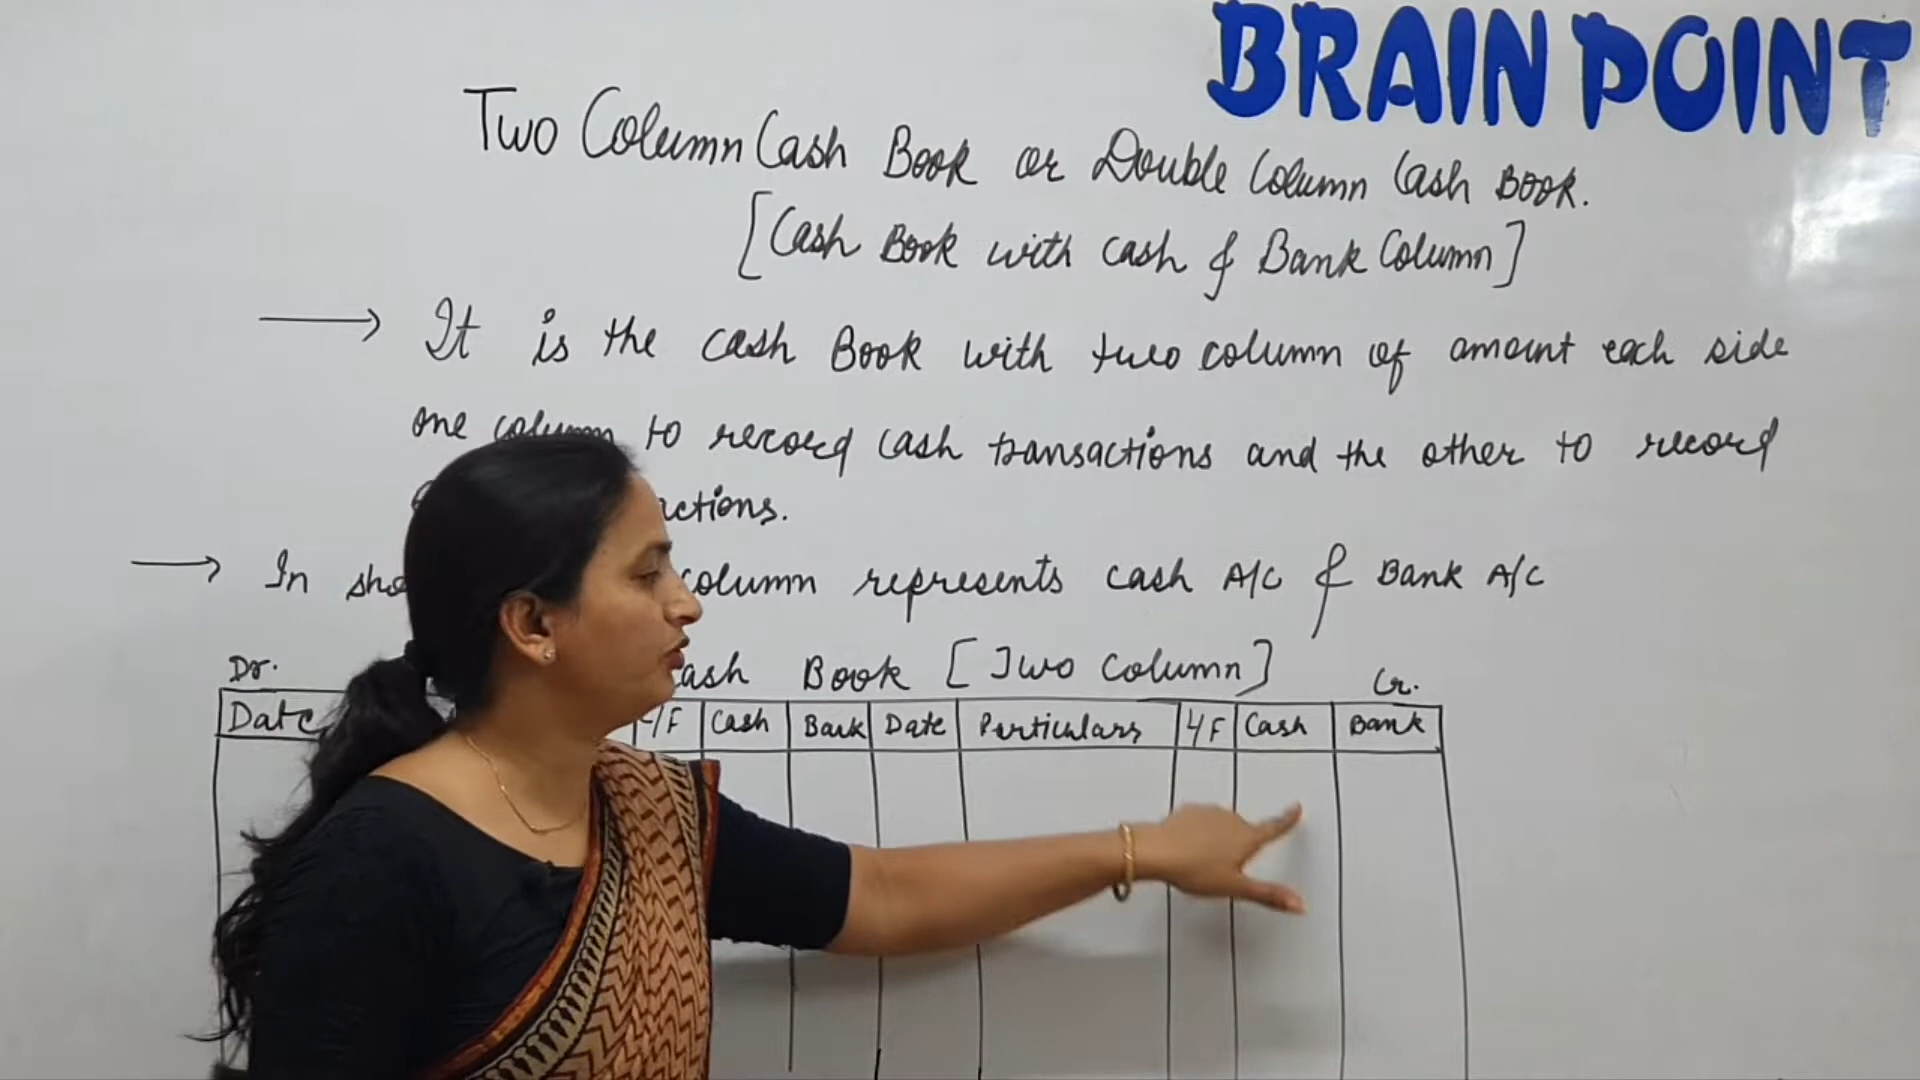 BRAIN POINT
Two Column Cash Book or Double Column Cash Book.
[Cash Book with cash & Bank Column]
→ It is the cash Book with two column of amount each side
one column to record cash transactions and the other to record
actions.
→ In sho column represents cash A/C & Bank A/C
Dr. ash Book [Two Column] Cr.
Date /F Cash Bank Date Particulars L/F Cash Bank